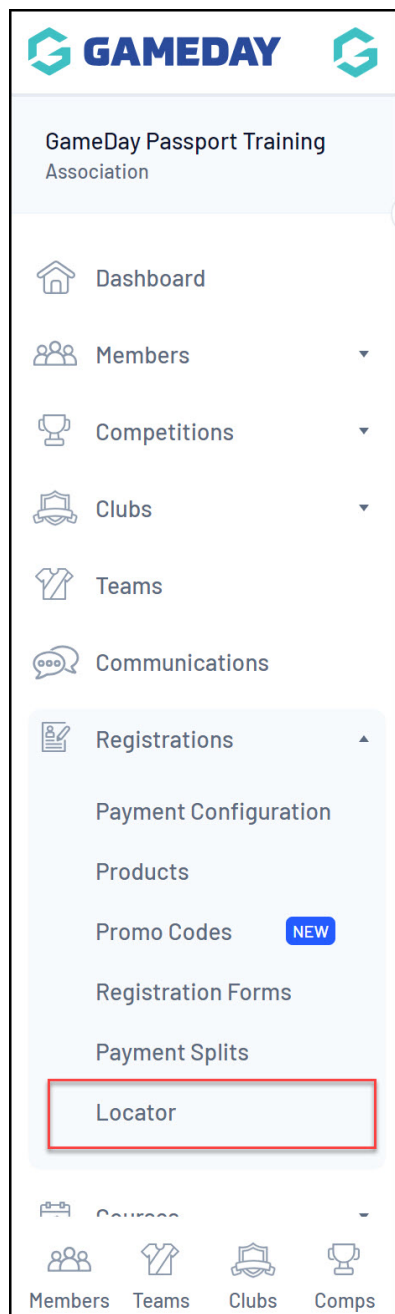 GAMEDAY
GameDay Passport Training
Association
Dashboard
Members
Competitions
Clubs
Teams
Communications
Registrations
Payment Configuration
Products
Promo Codes NEW
Registration Forms
Payment Splits
Locator
Courses
Members Teams Clubs Comps